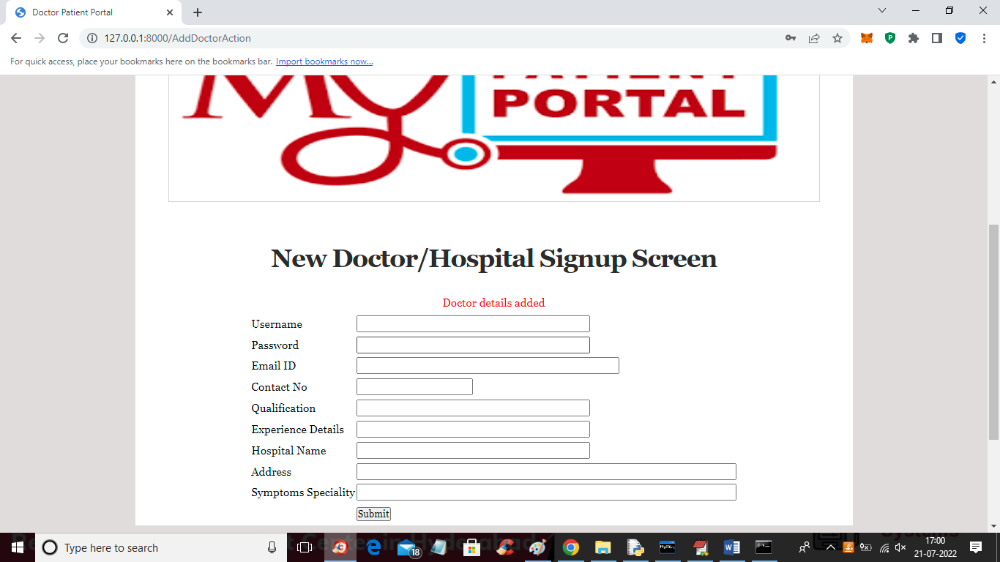 Doctor Patient Portal
127.0.0.1:8000/AddDoctorAction
For quick access, place your bookmarks here on the bookmarks bar. Import bookmarks now...
My
PATIENT
PORTAL
New Doctor/Hospital Signup Screen
Doctor details added
Username
Password
Email ID
Contact No
Qualification
Experience Details
Hospital Name
Address
Symptoms Speciality
Submit
Type here to search
18
17:00
21-07-2022